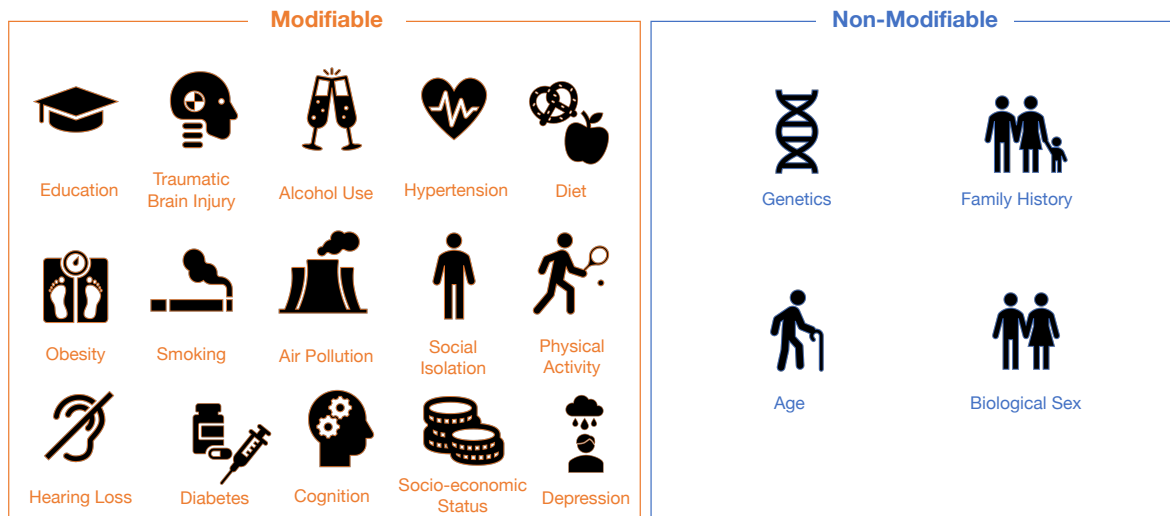 Modifiable
Non-Modifiable
Education
Traumatic
Brain Injury
Alcohol Use
Hypertension
Diet
Genetics
Family History
Obesity
Smoking
Air Pollution
Social
Isolation
Physical
Activity
Age
Biological Sex
Hearing Loss
Diabetes
Cognition
Socio-economic
Status
Depression